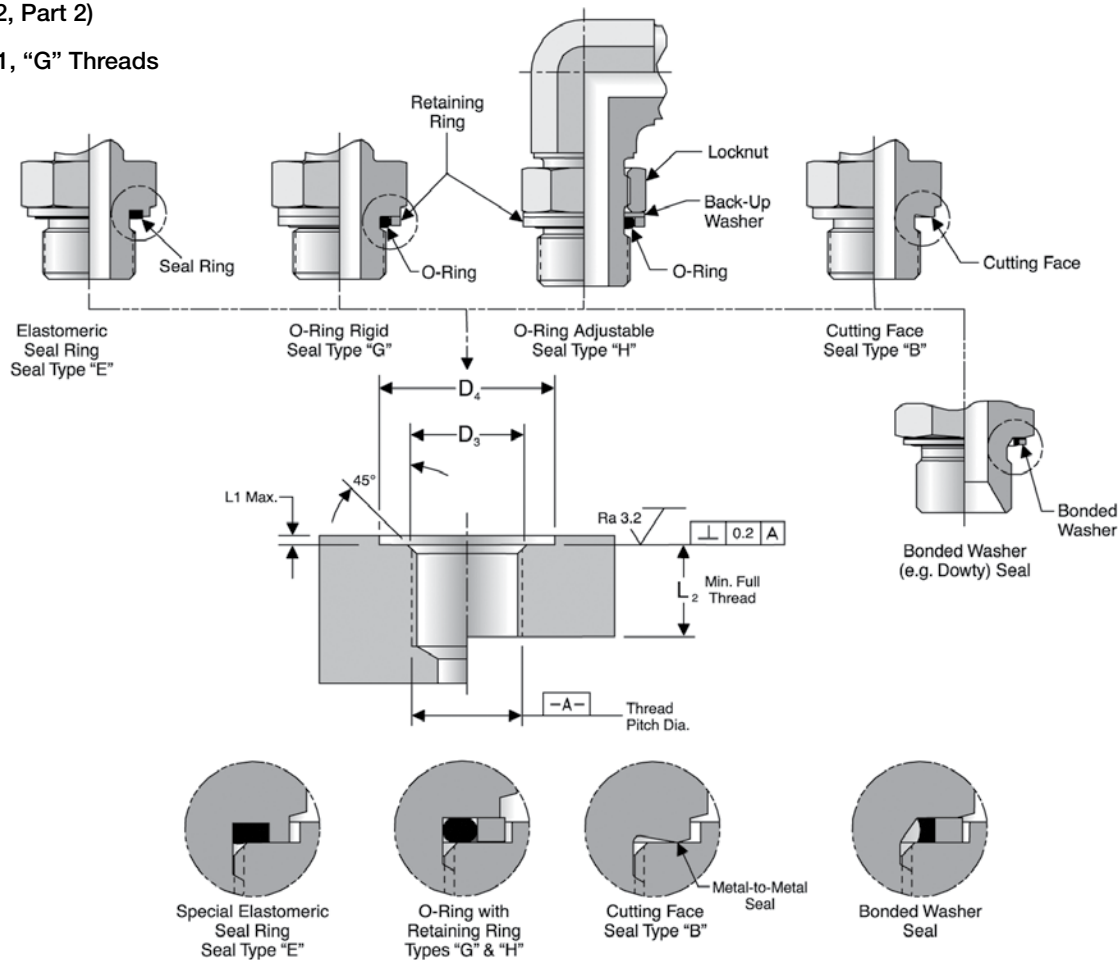 2, Part 2)
1, “G” Threads
Retaining
Ring
Locknut
Back-Up
Washer
Seal Ring
O-Ring
O-Ring
Cutting Face
Elastomeric
Seal Ring
Seal Type “E”
O-Ring Rigid
Seal Type “G”
O-Ring Adjustable
Seal Type “H”
Cutting Face
Seal Type “B”
D4
D3
45°
L1 Max.
Ra 3.2
⊥ 0.2 A
L2
Min. Full
Thread
Bonded
Washer
Bonded Washer
(e.g. Dowty) Seal
-A-
Thread
Pitch Dia.
Metal-to-Metal
Seal
Special Elastomeric
Seal Ring
Seal Type “E”
O-Ring with
Retaining Ring
Types “G” & “H”
Cutting Face
Seal Type “B”
Bonded Washer
Seal